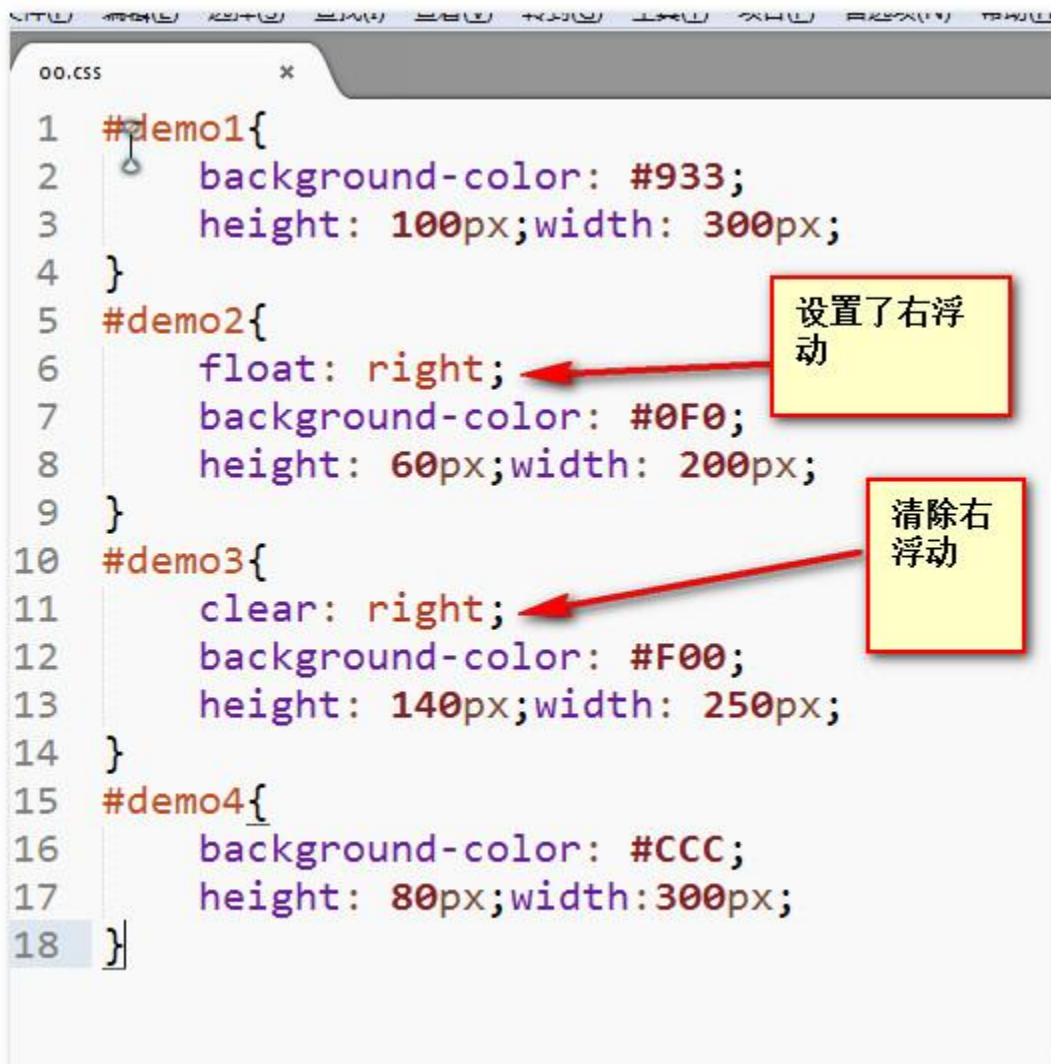 oo.css ×
1 #demo1{
2 background-color: #933;
3 height: 100px;width: 300px;
4 }
5 #demo2{
6 float: right;
7 background-color: #0F0;
8 height: 60px;width: 200px;
9 }
10 #demo3{
11 clear: right;
12 background-color: #F00;
13 height: 140px;width: 250px;
14 }
15 #demo4{
16 background-color: #CCC;
17 height: 80px;width:300px;
18 }
设置了右浮
动
清除右
浮动